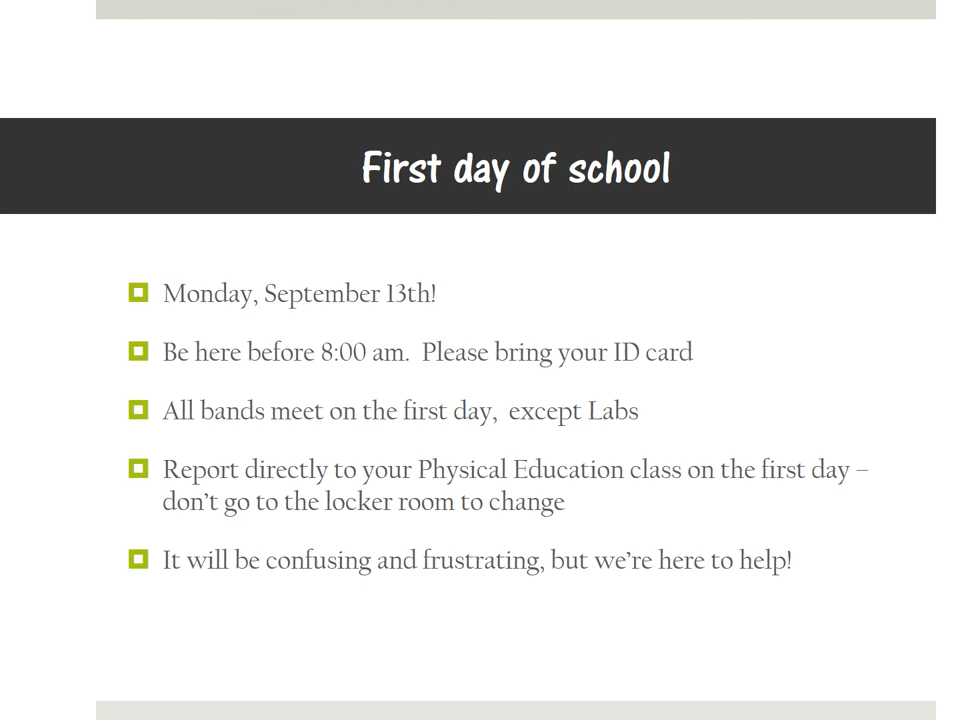 First day of school
Monday, September 13th!
Be here before 8:00 am.  Please bring your ID card
All bands meet on the first day,  except Labs
Report directly to your Physical Education class on the first day –
don't go to the locker room to change
It will be confusing and frustrating, but we're here to help!